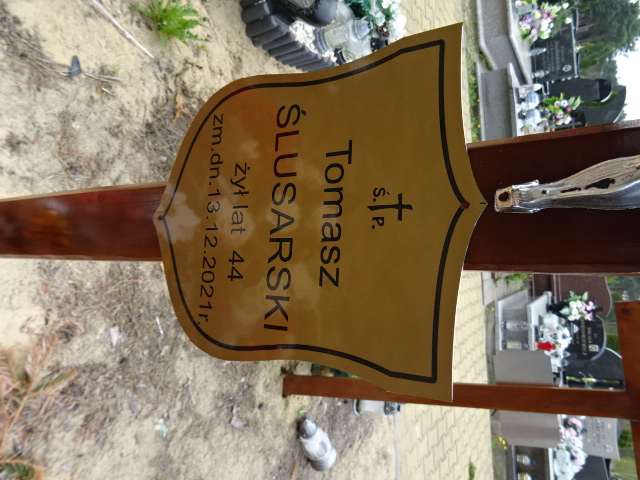 ś.†p.
Tomasz
ŚLUSARSKI
żył lat 44
zm.dn.13.12.2021r.